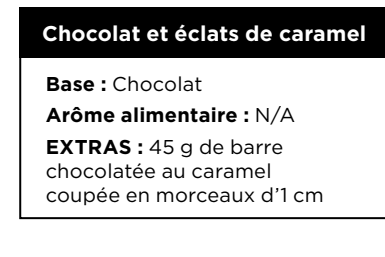 Chocolat et éclats de caramel
Base : Chocolat
Arôme alimentaire : N/A
EXTRAS : 45 g de barre
chocolatée au caramel
coupée en morceaux d’1 cm